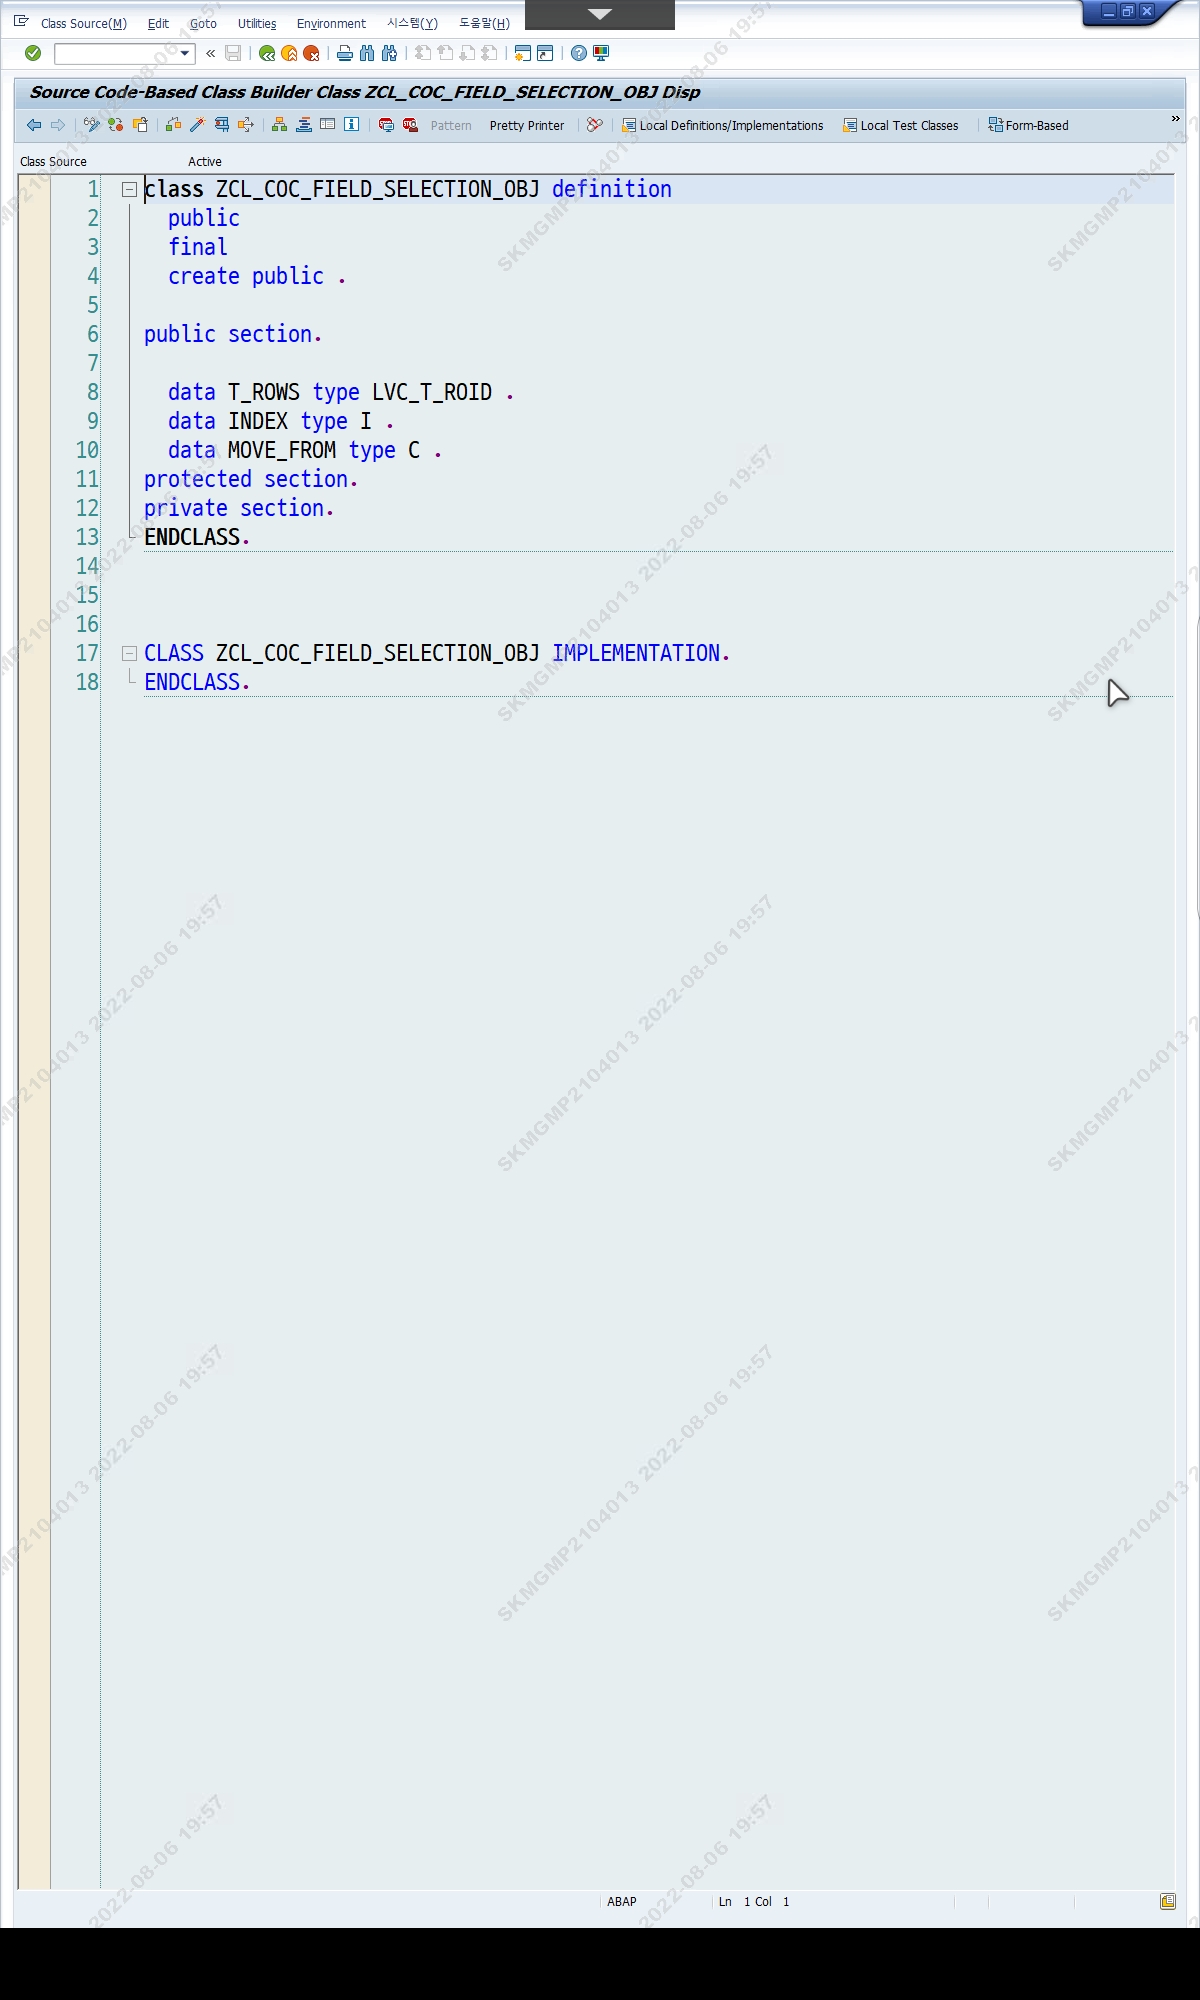 Class Source(M) Edit Goto Utilities Environment 시스템(Y) 도움말(H)
Source Code-Based Class Builder Class ZCL_COC_FIELD_SELECTION_OBJ Disp
Pattern Pretty Printer Local Definitions/Implementations Local Test Classes Form-Based
Class Source Active
1 class ZCL_COC_FIELD_SELECTION_OBJ definition
2 public
3 final
4 create public .
5
6 public section.
7
8 data T_ROWS type LVC_T_ROID .
9 data INDEX type I .
10 data MOVE_FROM type C .
11 protected section.
12 private section.
13 ENDCLASS.
14
15
16
17 CLASS ZCL_COC_FIELD_SELECTION_OBJ IMPLEMENTATION.
18 ENDCLASS.
ABAP Ln 1 Col 1
SKMGMP2104013 2022-08-06 19:57